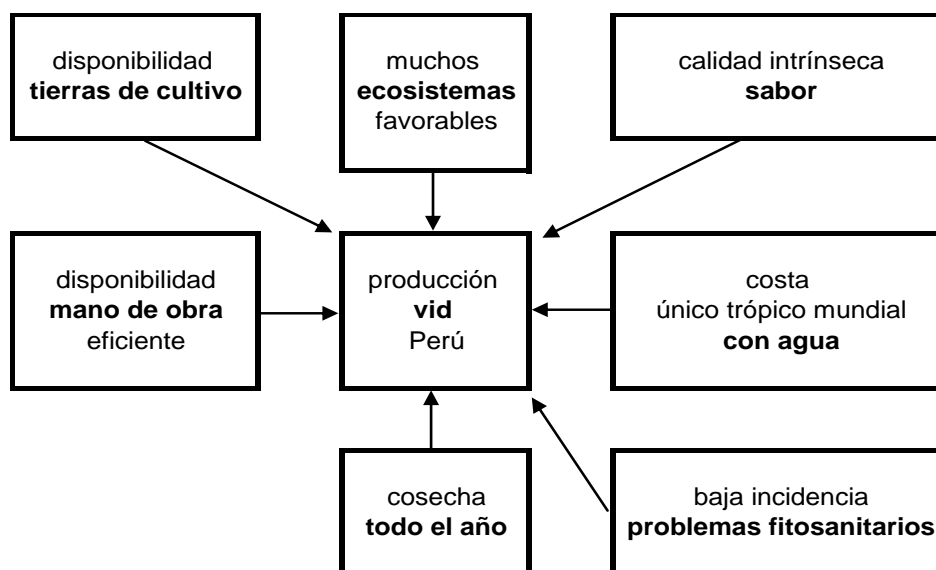 disponibilidad
tierras de cultivo
muchos
ecosistemas
favorables
calidad intrínseca
sabor
disponibilidad
mano de obra
eficiente
producción
vid
Perú
costa
único trópico mundial
con agua
cosecha
todo el año
baja incidencia
problemas fitosanitarios